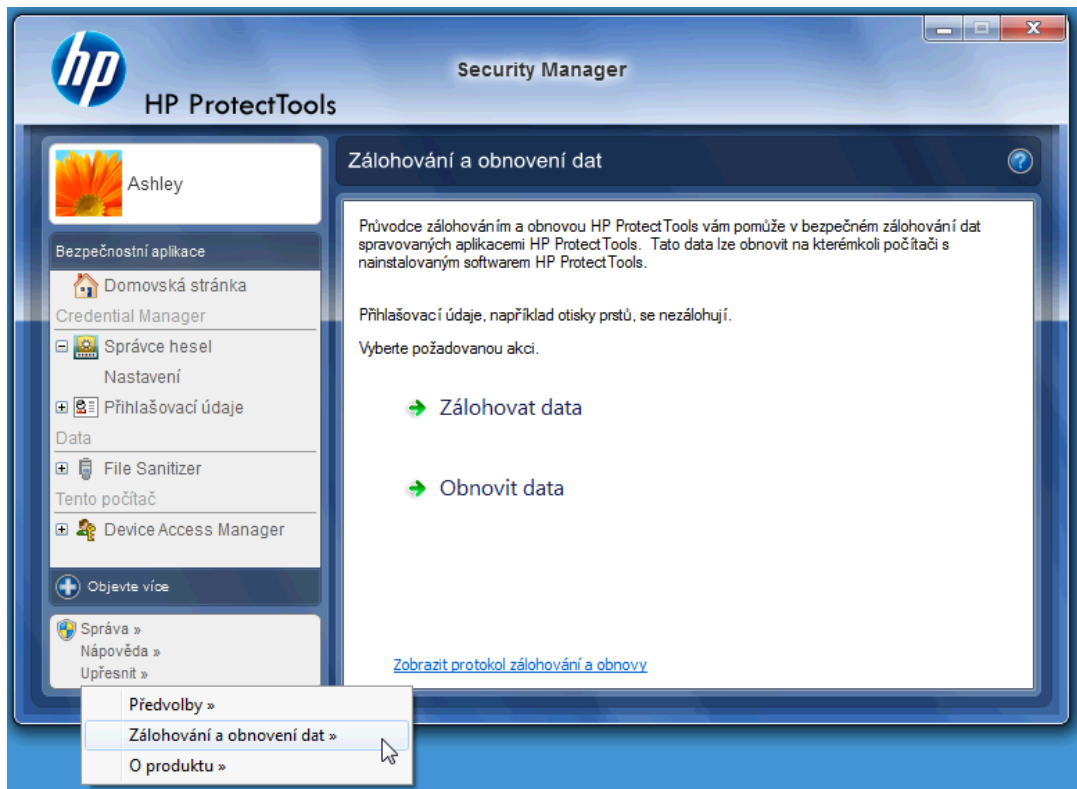 hp
Security Manager
HP ProtectTools
Ashley
Bezpečnostní aplikace
Domovská stránka
Credential Manager
Správce hesel
Nastavení
Přihlašovací údaje
Data
File Sanitizer
Tento počítač
Device Access Manager
Objevte více
Správa »
Nápověda »
Upřesnit »
Předvolby »
Zálohování a obnovení dat »
O produktu »
Zálohování a obnovení dat
?
Průvodce zálohováním a obnovou HP ProtectTools vám pomůže v bezpečném zálohování dat
spravovaných aplikacemi HP ProtectTools. Tato data lze obnovit na kterémkoli počítači s
nainstalovaným softwarem HP ProtectTools.
Přihlašovací údaje, například otisky prstů, se nezálohují.
Vyberte požadovanou akci.
Zálohovat data
Obnovit data
Zobrazit protokol zálohování a obnovy